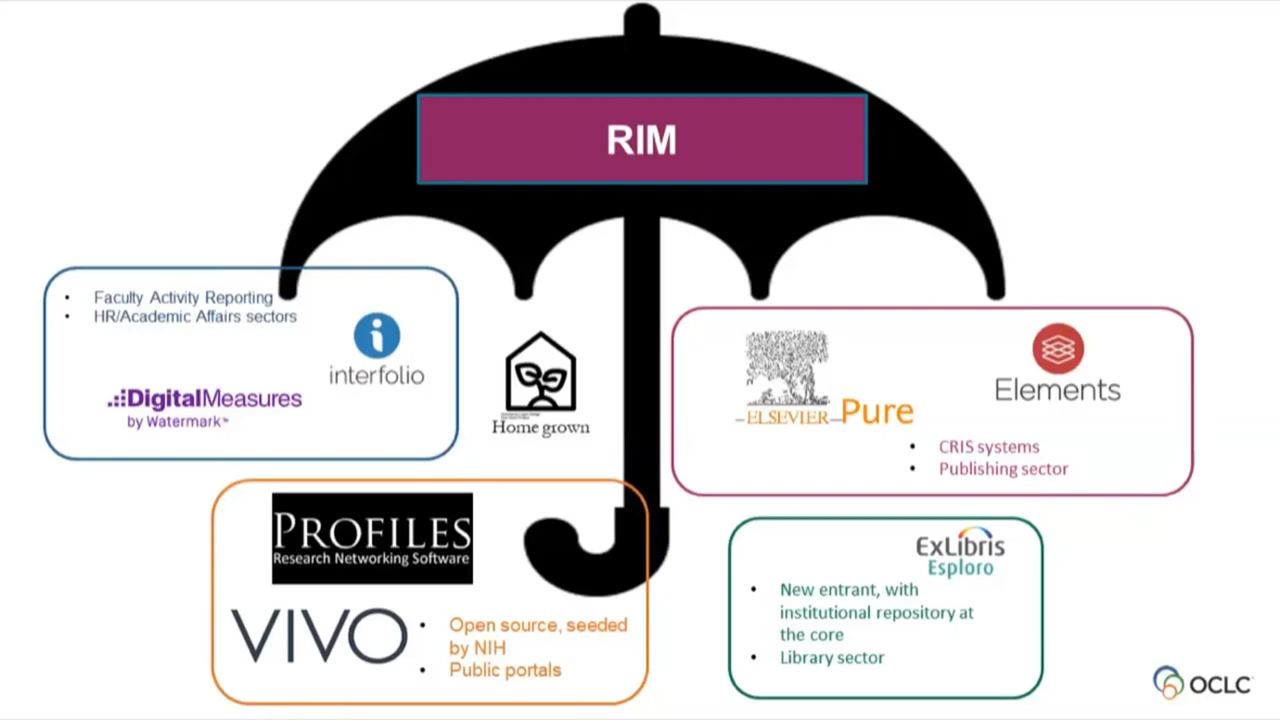 RIM
• Faculty Activity Reporting
• HR/Academic Affairs sectors
interfolio
DigitalMeasures
by Watermark™
Home grown
ELSEVIER Pure
Elements
• CRIS systems
• Publishing sector
PROFILES
Research Networking Software
VIVO
• Open source, seeded
by NIH
• Public portals
ExLibris
Esploro
• New entrant, with
institutional repository at
the core
• Library sector
OCLC